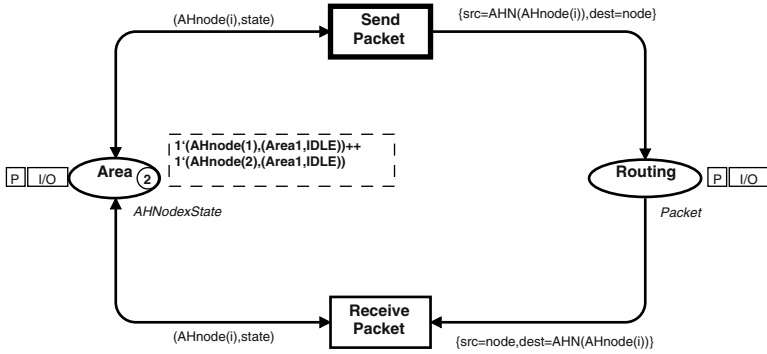 (AHnode(i),state)
Send
Packet
{src=AHN(AHnode(i)),dest=node}
1‘(AHnode(1),(Area1,IDLE))++
1‘(AHnode(2),(Area1,IDLE))
P
I/O
Area
2
AHNodexState
Routing
P
I/O
Packet
(AHnode(i),state)
Receive
Packet
{src=node,dest=AHN(AHnode(i))}